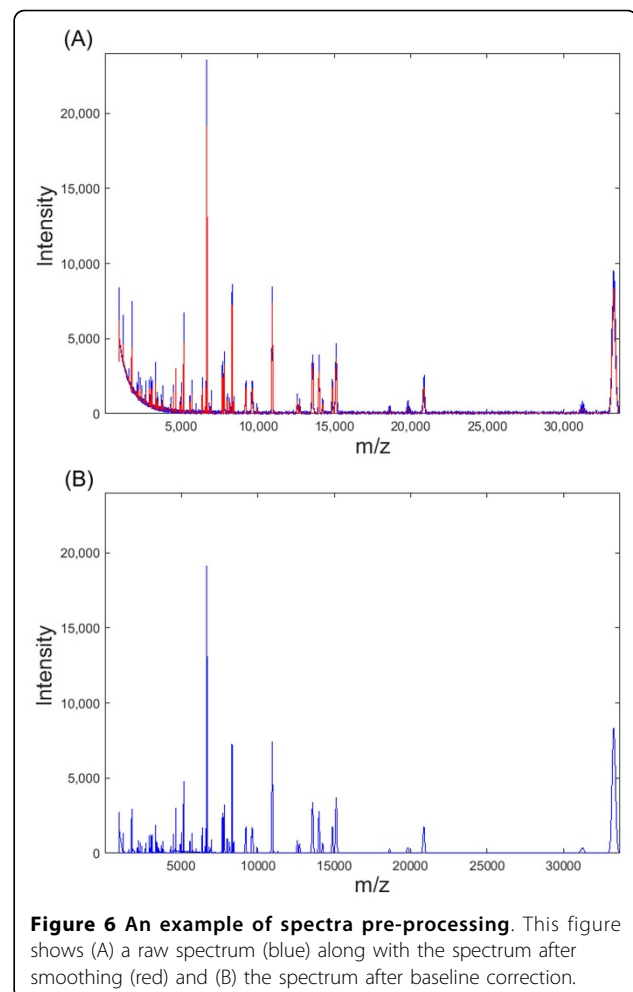 (A)
20,000
15,000
10,000
5,000
0
Intensity
5,000 10,000 15,000 20,000 25,000 30,000
m/z
(B)
20,000
15,000
10,000
5,000
0
Intensity
5000 10000 15000 20000 25000 30000
m/z
Figure 6 An example of spectra pre-processing. This figure
shows (A) a raw spectrum (blue) along with the spectrum after
smoothing (red) and (B) the spectrum after baseline correction.